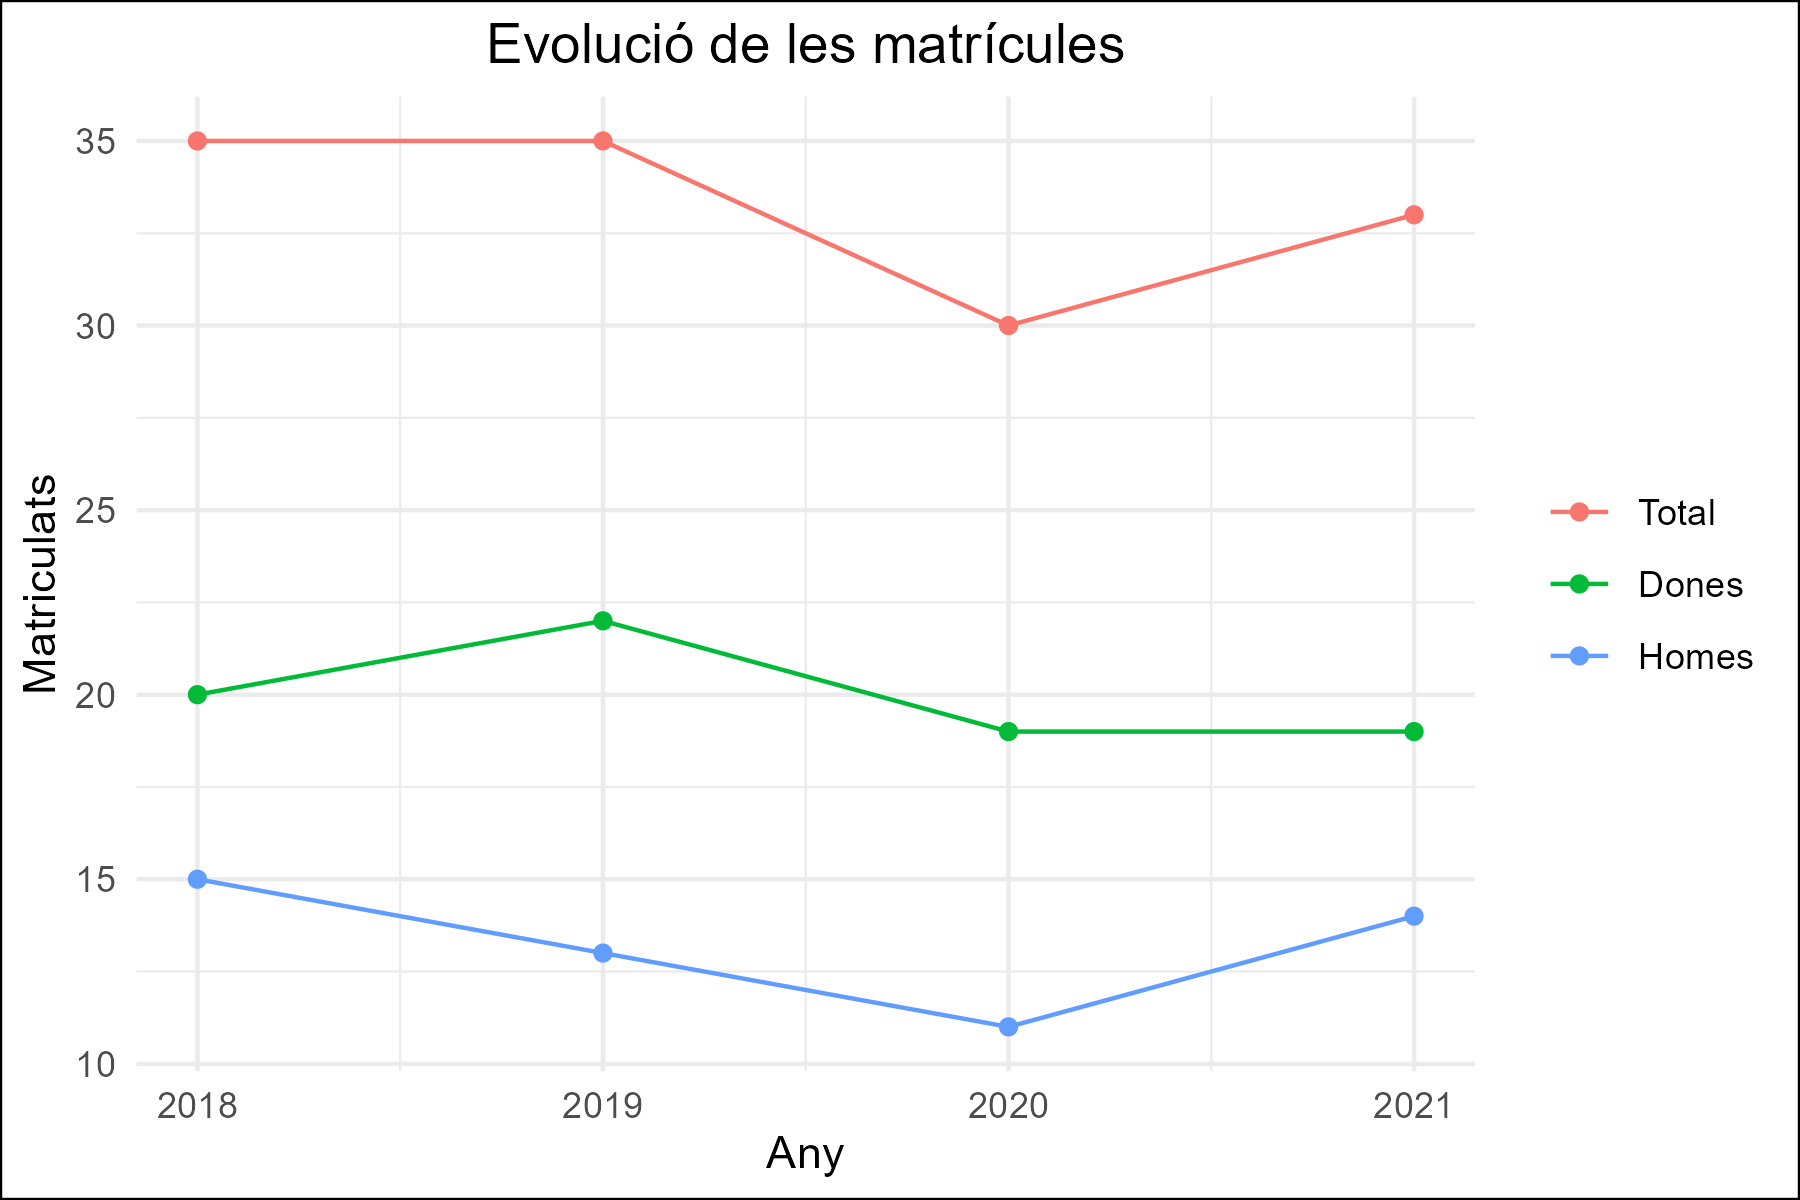 Evolució de les matrícules
Matriculats
35
30
25
20
15
10
2018 2019 2020 2021
Any
Total
Dones
Homes